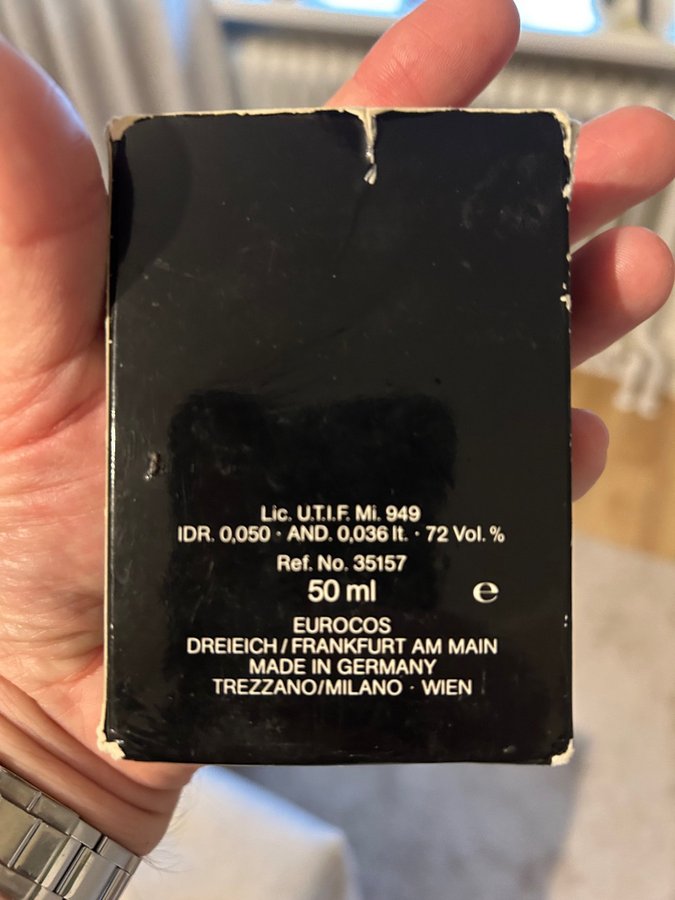 Lic. U.T.I.F. Mi. 949
IDR. 0,050 · AND. 0,036 lt. · 72 Vol. %
Ref. No. 35157
50 ml e
EUROCOS
DREIEICH / FRANKFURT AM MAIN
MADE IN GERMANY
TREZZANO/MILANO · WIEN